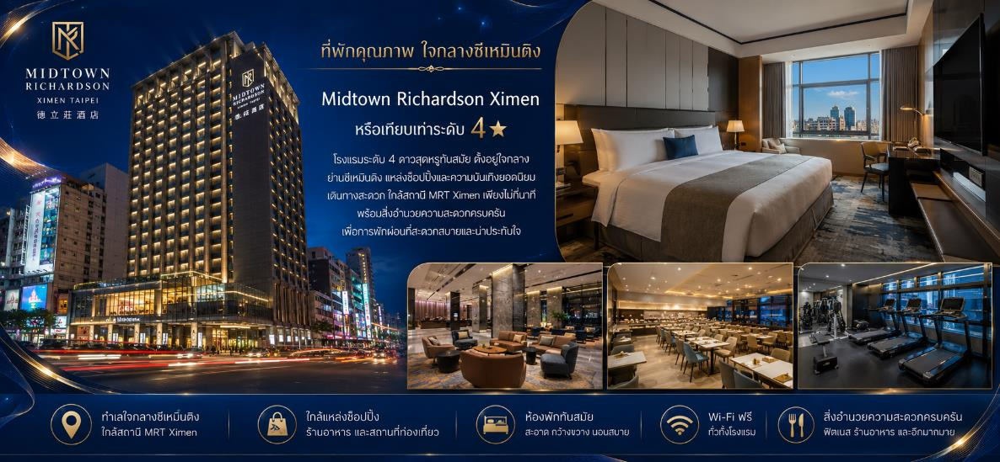 MIDTOWN
RICHARDSON
XIMEN TAIPEI
德立莊酒店
MIDTOWN
RICHARDSON
XIMEN TAIPEI
ที่พักคุณภาพ ใจกลางซีเหมินติง
Midtown Richardson Ximen
หรือเทียบเท่าระดับ 4★
โรงแรมระดับ 4 ดาวสุดหรูทันสมัย ตั้งอยู่ใจกลาง
ย่านซีเหมินติง แหล่งช็อปปิ้งและความบันเทิงยอดนิยม
เดินทางสะดวก ใกล้สถานี MRT Ximen เพียงไม่กี่นาที
พร้อมสิ่งอำนวยความสะดวกครบครัน
เพื่อการพักผ่อนที่สะดวกสบายและน่าประทับใจ
ทำเลใจกลางซีเหมินติง
ใกล้สถานี MRT Ximen
ใกล้แหล่งช็อปปิ้ง
ร้านอาหาร และสถานที่ท่องเที่ยว
ห้องพักทันสมัย
สะอาด กว้างขวาง นอนสบาย
Wi-Fi ฟรี
ทั่วทั้งโรงแรม
สิ่งอำนวยความสะดวกครบครัน
ฟิตเนส ร้านอาหาร และอีกมากมาย